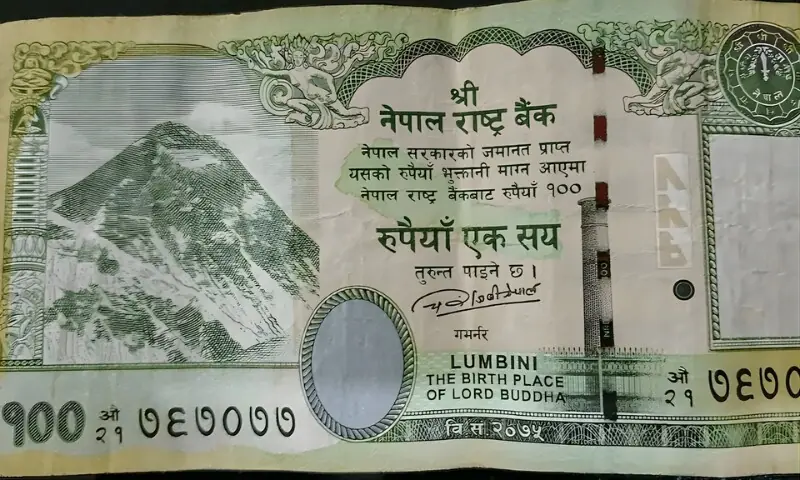 श्री
नेपाल राष्ट्र बैंक
नेपाल सरकारको जमानत प्राप्त
यसको रुपैयाँ भुक्तानी माग्न आएमा
नेपाल राष्ट्र बैंकबाट रुपैयाँ १००
रुपैयाँ एक सय
तुरुन्त पाइने छ ।
गभर्नर
LUMBINI
THE BIRTH PLACE
OF LORD BUDDHA
वि सं २०७५
१००
औ
२१ ७६७०७७
औ
२१ ७६७०
नेपाल